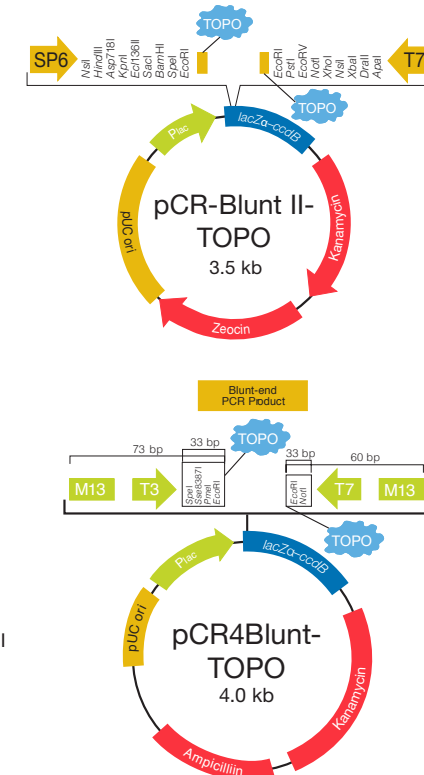 TOPO
SP6
NsiI
HindIII
Asp718I
KpnI
Ecl136II
SacI
BamHI
SpeI
EcoRI
EcoRI
PstI
EcoRV
NotI
XhoI
NsiI
XbaI
DraII
ApaI
T7
TOPO
Plac
lacZα-ccdB
pUC ori
Kanamycin
pCR-Blunt II-
TOPO
3.5 kb
Zeocin
Blunt-end
PCR Product
33 bp
73 bp
TOPO
33 bp
60 bp
M13
T3
SpeI
Sse8387I
PmeI
EcoRI
EcoRI
NotI
T7
M13
TOPO
Plac
lacZα-ccdB
pUC ori
I
pCR4Blunt-
TOPO
4.0 kb
Kanamycin
Ampicilliin